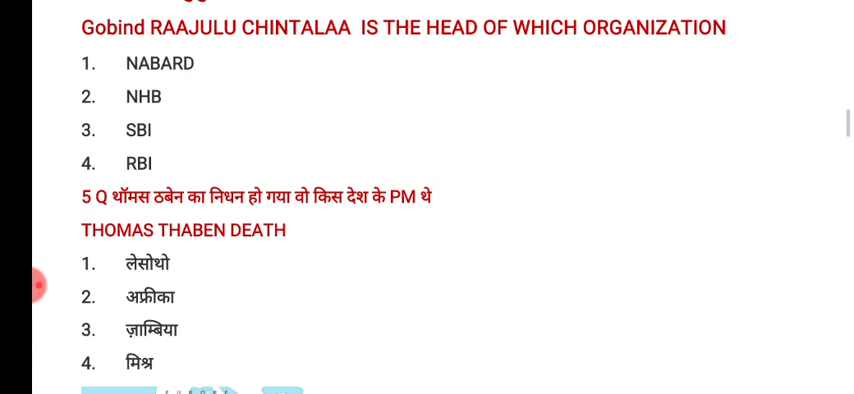 Gobind RAAJULU CHINTALAA IS THE HEAD OF WHICH ORGANIZATION
1. NABARD
2. NHB
3. SBI
4. RBI
5 Q थॉमस ठबेन का निधन हो गया वो किस देश के PM थे
THOMAS THABEN DEATH
1. लेसोथो
2. अफ्रीका
3. ज़ाम्बिया
4. मिश्र